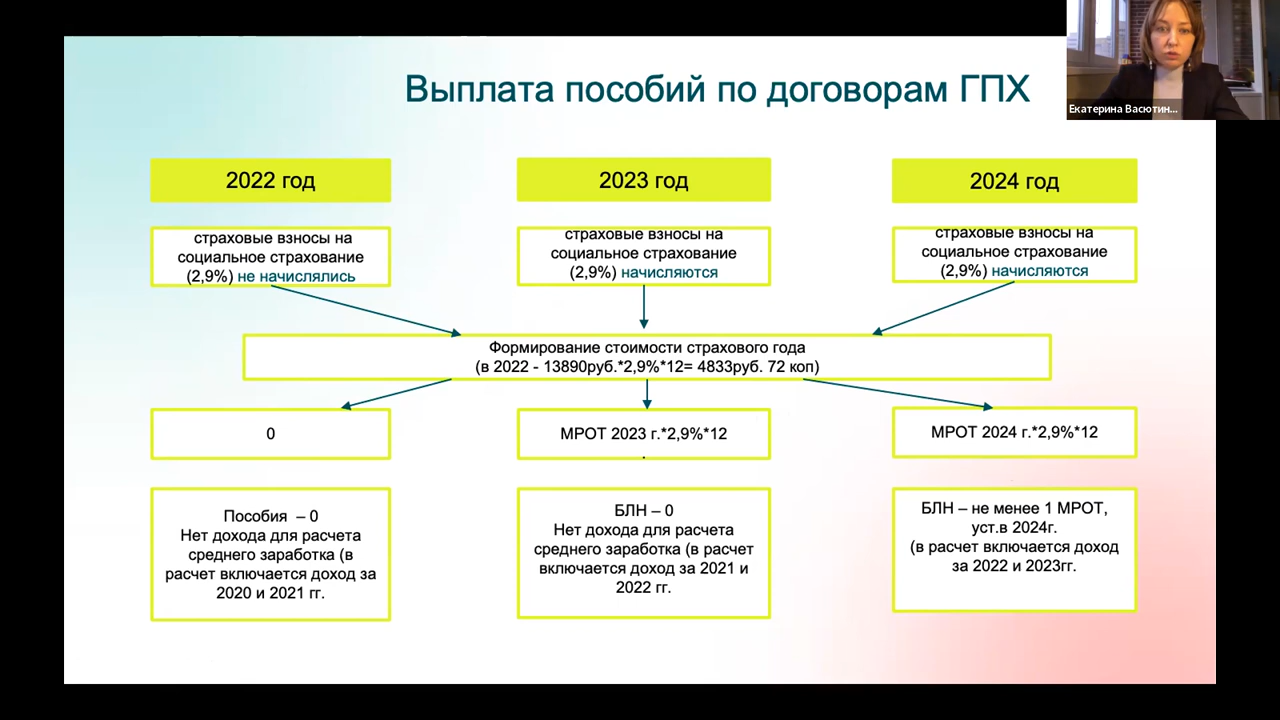 Екатерина Васютин...
Выплата пособий по договорам ГПХ
2022 год
2023 год
2024 год
страховые взносы на
социальное страхование
(2,9%) не начислялись
страховые взносы на
социальное страхование
(2,9%) начисляются
страховые взносы на
социальное страхование
(2,9%) начисляются
Формирование стоимости страхового года
(в 2022 - 13890руб.*2,9%*12= 4833руб. 72 коп)
0
МРОТ 2023 г.*2,9%*12
.
МРОТ 2024 г.*2,9%*12
Пособия – 0
Нет дохода для расчета
среднего заработка (в
расчет включается доход за
2020 и 2021 гг.
БЛН – 0
Нет дохода для расчета
среднего заработка (в расчет
включается доход за 2021 и
2022 гг.
БЛН – не менее 1 МРОТ,
уст.в 2024г.
(в расчет включается доход
за 2022 и 2023гг.